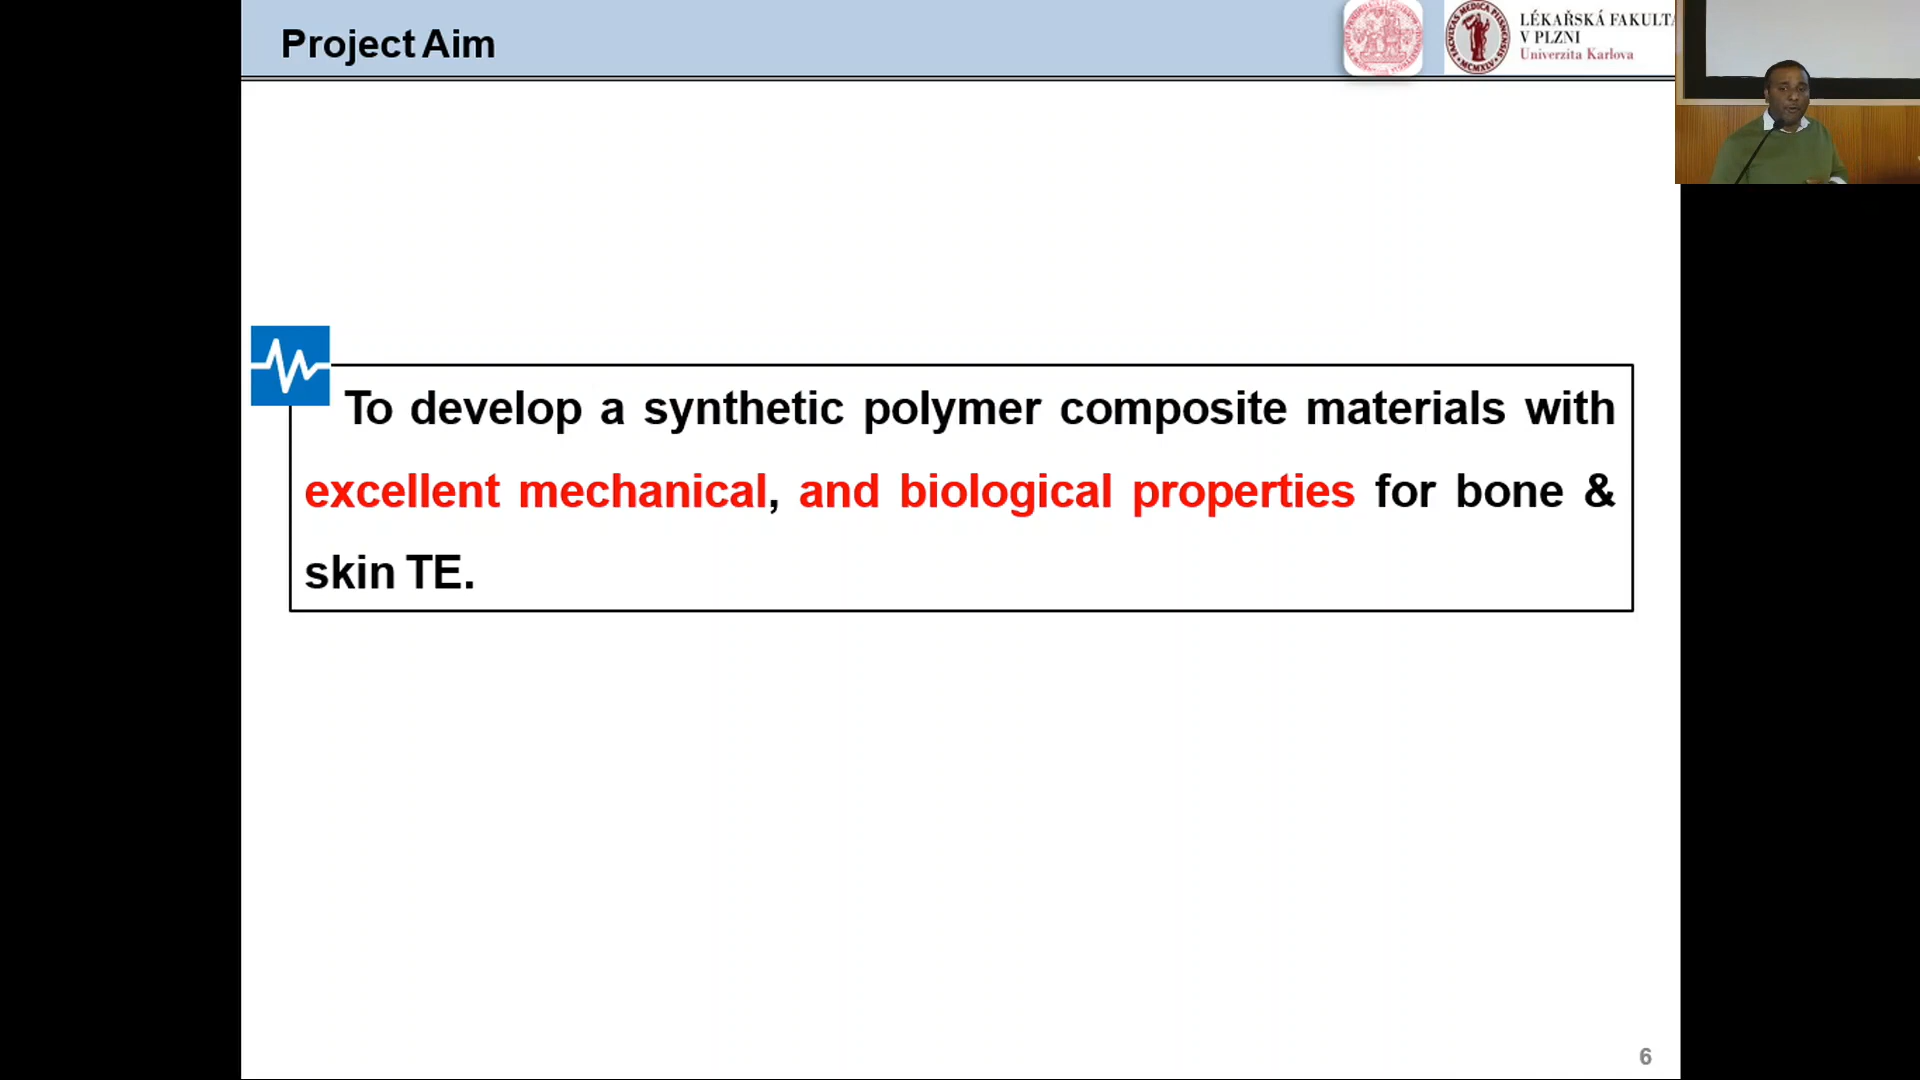 Project Aim
LÉKAŘSKÁ FAKULTA
V PLZNI
Univerzita Karlova
To develop a synthetic polymer composite materials with
excellent mechanical, and biological properties for bone &
skin TE.
6